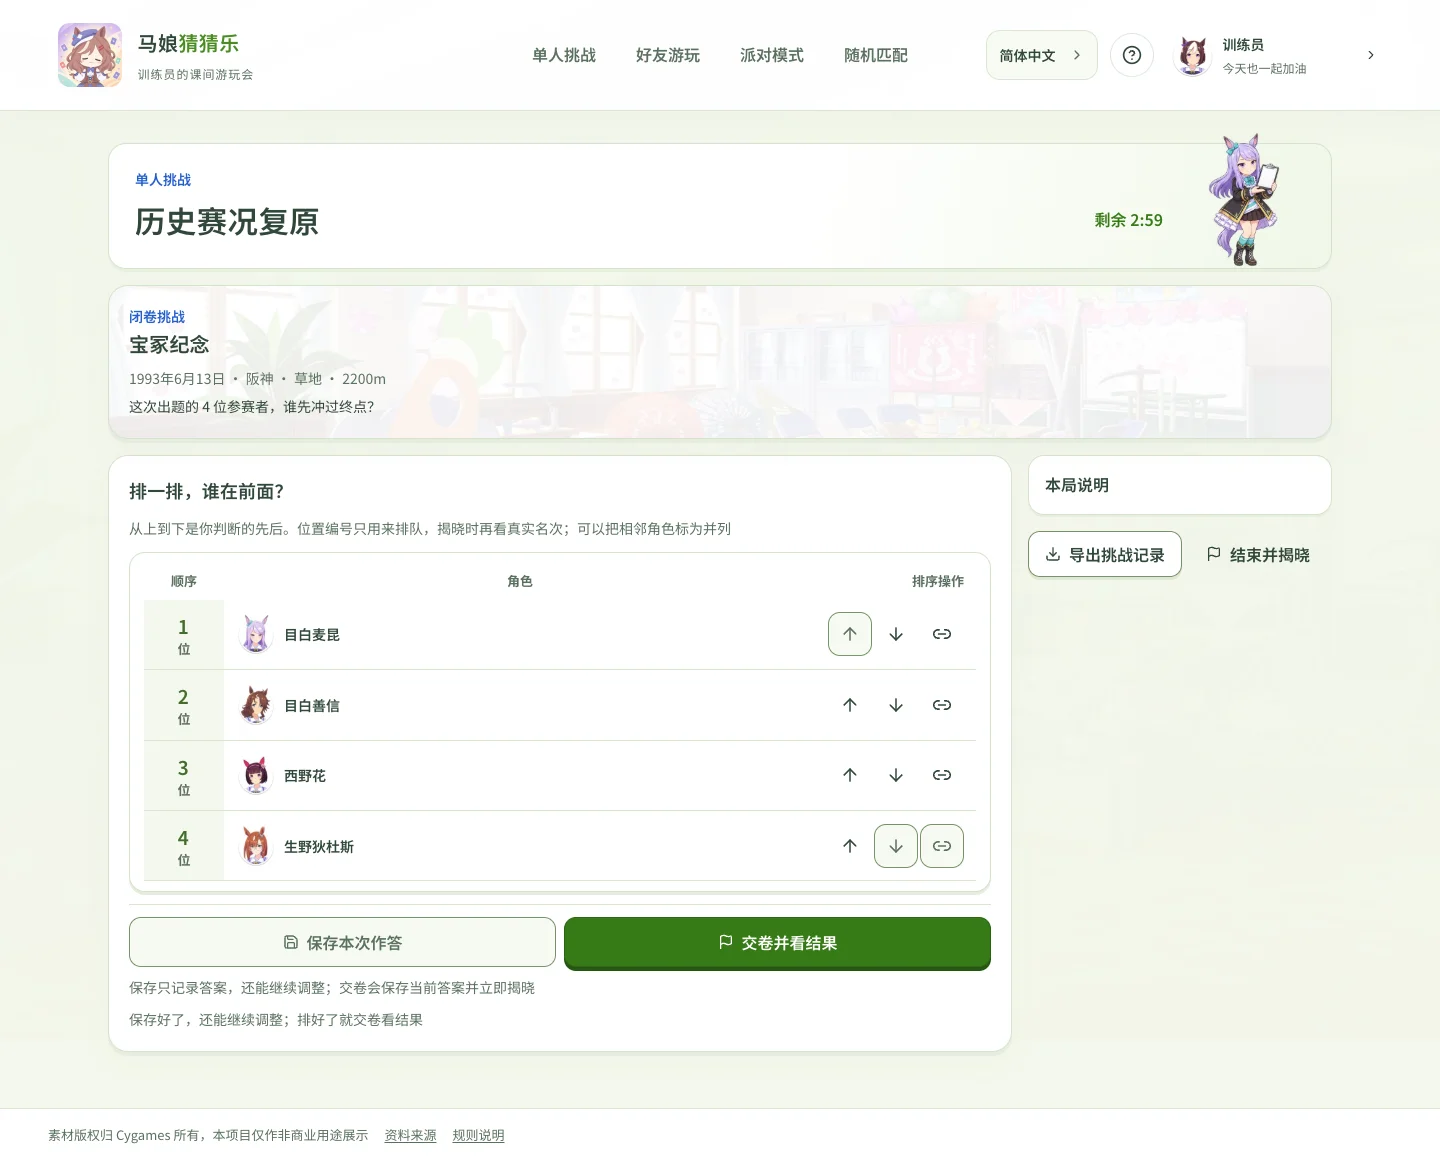 马娘猜猜乐
训练员的课间游玩会
单人挑战
好友游玩
派对模式
随机匹配
简体中文
训练员
今天也一起加油
单人挑战
历史赛况复原
剩余 2:59
闭卷挑战
宝冢纪念
1993年6月13日 · 阪神 · 草地 · 2200m
这次出题的 4 位参赛者，谁先冲过终点？
排一排，谁在前面？
从上到下是你判断的先后。位置编号只用来排队，揭晓时再看真实名次；可以把相邻角色标为并列
顺序
角色
排序操作
1
位
目白麦昆
2
位
目白善信
3
位
西野花
4
位
生野狄杜斯
保存本次作答
交卷并看结果
保存只记录答案，还能继续调整；交卷会保存当前答案并立即揭晓
保存好了，还能继续调整；排好了就交卷看结果
本局说明
导出挑战记录
结束并揭晓
素材版权归 Cygames 所有，本项目仅作非商业用途展示
资料来源
规则说明